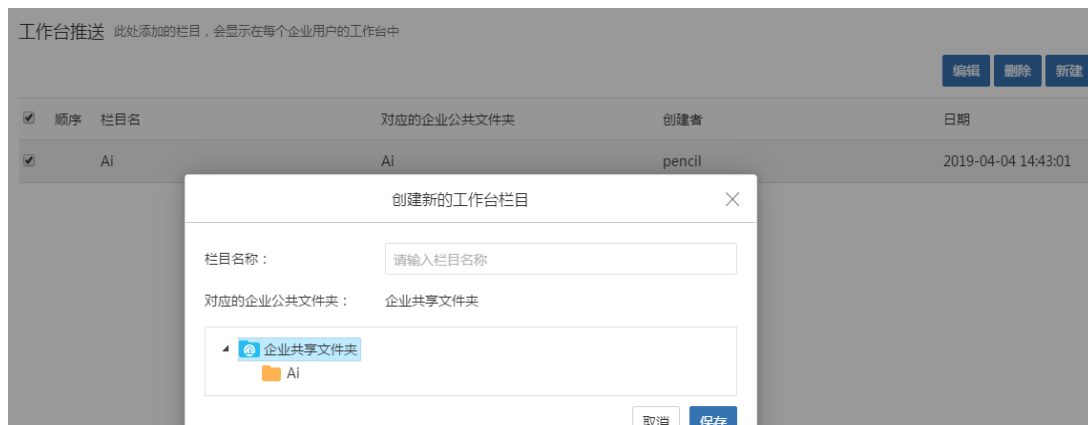 工作台推送 此处添加的栏目，会显示在每个企业用户的工作台中
编辑 删除 新建
顺序 栏目名 对应的企业公共文件夹 创建者 日期
Ai Ai pencil 2019-04-04 14:43:01
创建新的工作台栏目
栏目名称： 请输入栏目名称
对应的企业公共文件夹： 企业共享文件夹
企业共享文件夹
Ai
取消 保存